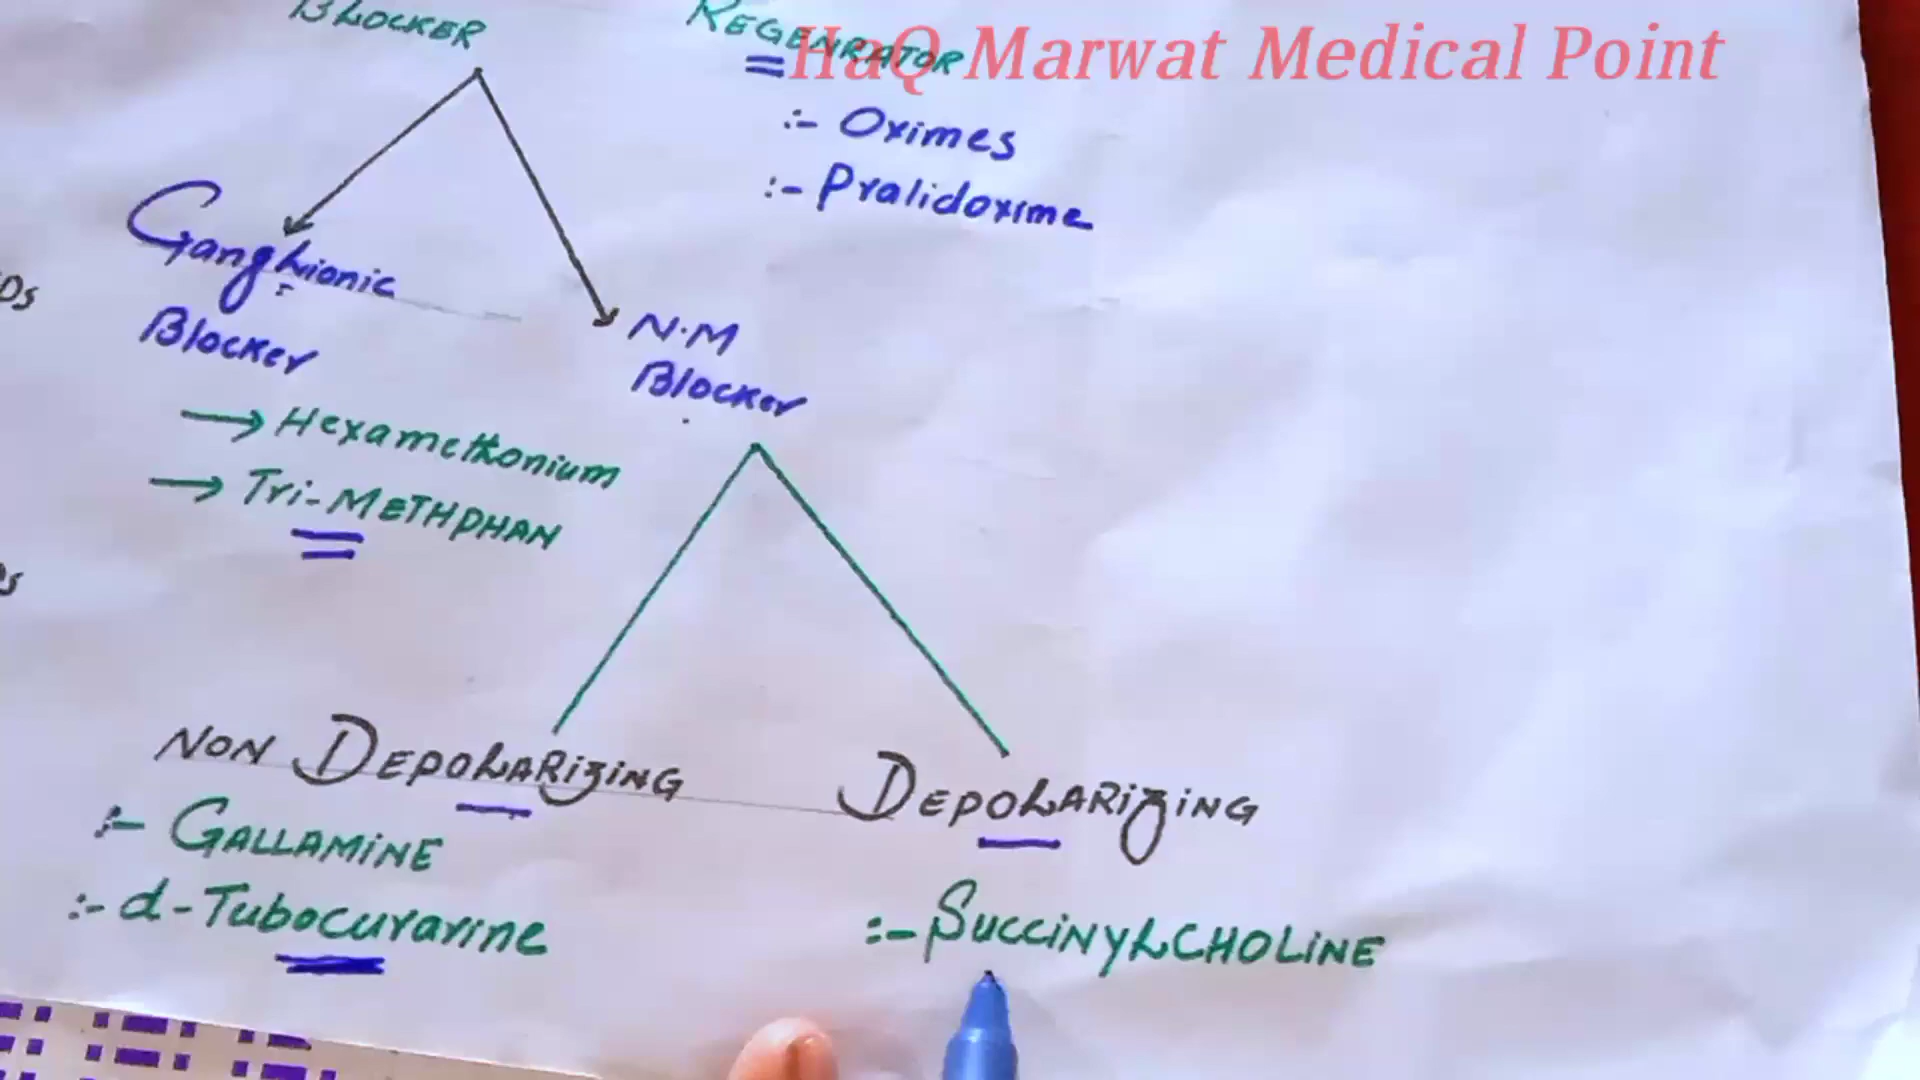 BLOCKER
REGENRATOR
HaQ Marwat Medical Point
:- Oximes
:- Pralidoxime
Ganglionic
Blocker
N.M
Blocker
→ Hexamethonium
→ Tri-METHPHAN
NON DEPOLARIZING
:- GALLAMINE
:- d-Tubocurarine
DEPOLARIZING
:- SUCCINYLCHOLINE